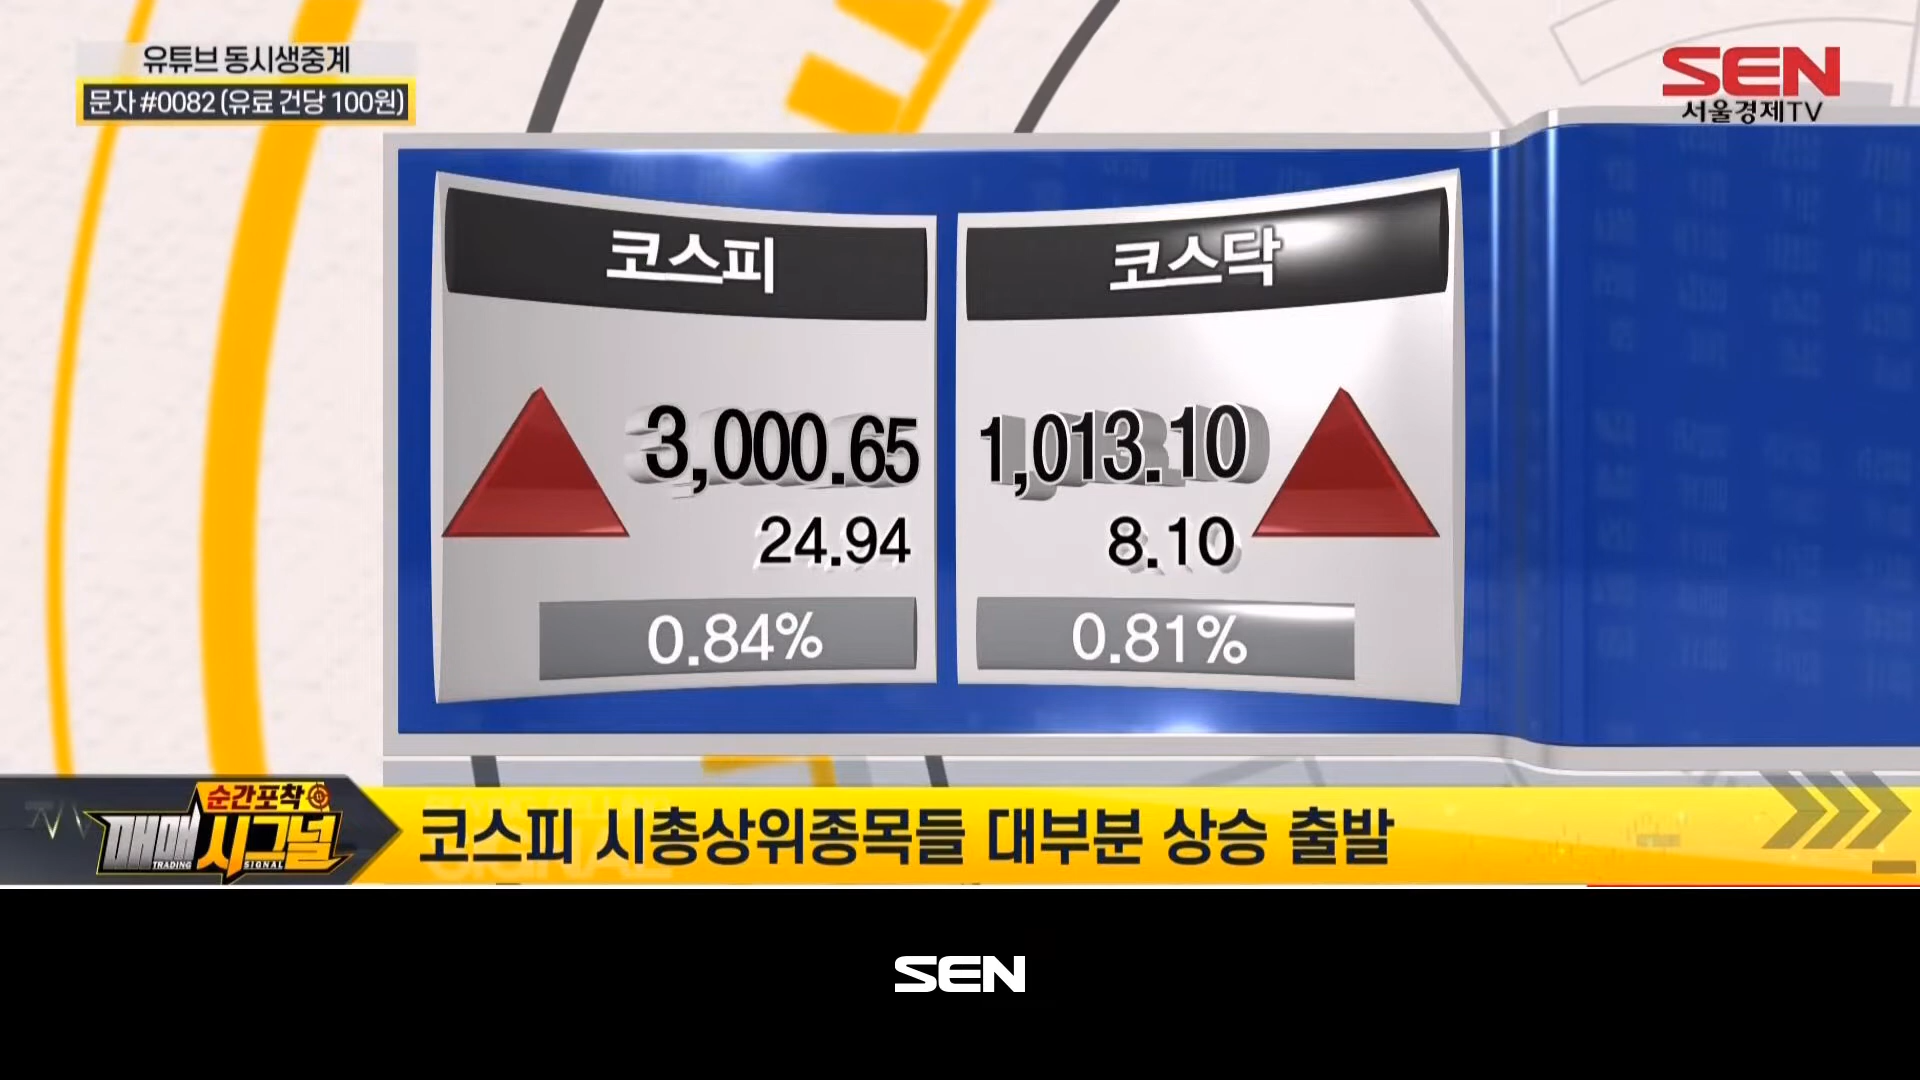 유튜브 동시생중계
문자 #0082 (유료 건당 100원)
SEN
서울경제TV
코스피
3,000.65
24.94
0.84%
코스닥
1,013.10
8.10
0.81%
순간포착
매매 시그널
TRADING SIGNAL
코스피 시총상위종목들 대부분 상승 출발
SEN